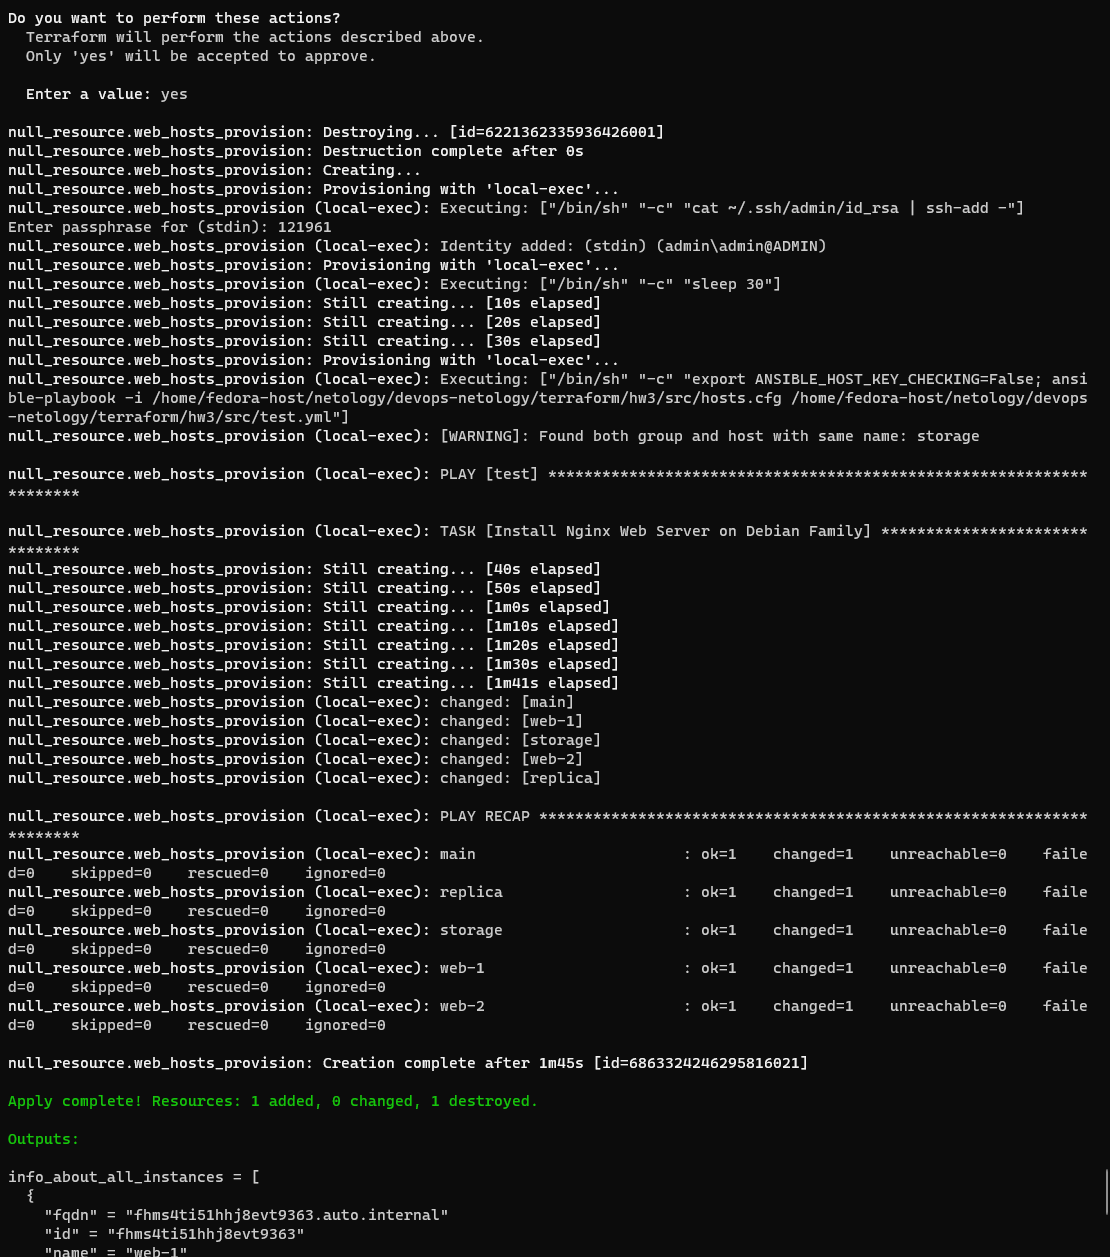 Do you want to perform these actions?
  Terraform will perform the actions described above.
  Only 'yes' will be accepted to approve.

  Enter a value: yes

null_resource.web_hosts_provision: Destroying... [id=6221362335936426001]
null_resource.web_hosts_provision: Destruction complete after 0s
null_resource.web_hosts_provision: Creating...
null_resource.web_hosts_provision: Provisioning with 'local-exec'...
null_resource.web_hosts_provision (local-exec): Executing: ["/bin/sh" "-c" "cat ~/.ssh/admin/id_rsa | ssh-add -"]
Enter passphrase for (stdin): 121961
null_resource.web_hosts_provision (local-exec): Identity added: (stdin) (admin\admin@ADMIN)
null_resource.web_hosts_provision: Provisioning with 'local-exec'...
null_resource.web_hosts_provision (local-exec): Executing: ["/bin/sh" "-c" "sleep 30"]
null_resource.web_hosts_provision: Still creating... [10s elapsed]
null_resource.web_hosts_provision: Still creating... [20s elapsed]
null_resource.web_hosts_provision: Still creating... [30s elapsed]
null_resource.web_hosts_provision: Provisioning with 'local-exec'...
null_resource.web_hosts_provision (local-exec): Executing: ["/bin/sh" "-c" "export ANSIBLE_HOST_KEY_CHECKING=False; ansi
ble-playbook -i /home/fedora-host/netology/devops-netology/terraform/hw3/src/hosts.cfg /home/fedora-host/netology/devops
-netology/terraform/hw3/src/test.yml"]
null_resource.web_hosts_provision (local-exec): [WARNING]: Found both group and host with same name: storage

null_resource.web_hosts_provision (local-exec): PLAY [test] ************************************************************
********

null_resource.web_hosts_provision (local-exec): TASK [Install Nginx Web Server on Debian Family] ***********************
********
null_resource.web_hosts_provision: Still creating... [40s elapsed]
null_resource.web_hosts_provision: Still creating... [50s elapsed]
null_resource.web_hosts_provision: Still creating... [1m0s elapsed]
null_resource.web_hosts_provision: Still creating... [1m10s elapsed]
null_resource.web_hosts_provision: Still creating... [1m20s elapsed]
null_resource.web_hosts_provision: Still creating... [1m30s elapsed]
null_resource.web_hosts_provision: Still creating... [1m41s elapsed]
null_resource.web_hosts_provision (local-exec): changed: [main]
null_resource.web_hosts_provision (local-exec): changed: [web-1]
null_resource.web_hosts_provision (local-exec): changed: [storage]
null_resource.web_hosts_provision (local-exec): changed: [web-2]
null_resource.web_hosts_provision (local-exec): changed: [replica]

null_resource.web_hosts_provision (local-exec): PLAY RECAP *************************************************************
********
null_resource.web_hosts_provision (local-exec): main                       : ok=1    changed=1    unreachable=0    faile
d=0    skipped=0    rescued=0    ignored=0
null_resource.web_hosts_provision (local-exec): replica                    : ok=1    changed=1    unreachable=0    faile
d=0    skipped=0    rescued=0    ignored=0
null_resource.web_hosts_provision (local-exec): storage                    : ok=1    changed=1    unreachable=0    faile
d=0    skipped=0    rescued=0    ignored=0
null_resource.web_hosts_provision (local-exec): web-1                      : ok=1    changed=1    unreachable=0    faile
d=0    skipped=0    rescued=0    ignored=0
null_resource.web_hosts_provision (local-exec): web-2                      : ok=1    changed=1    unreachable=0    faile
d=0    skipped=0    rescued=0    ignored=0

null_resource.web_hosts_provision: Creation complete after 1m45s [id=6863324246295816021]

Apply complete! Resources: 1 added, 0 changed, 1 destroyed.

Outputs:

info_about_all_instances = [
  {
    "fqdn" = "fhms4ti51hhj8evt9363.auto.internal"
    "id" = "fhms4ti51hhj8evt9363"
    "name" = "web-1"